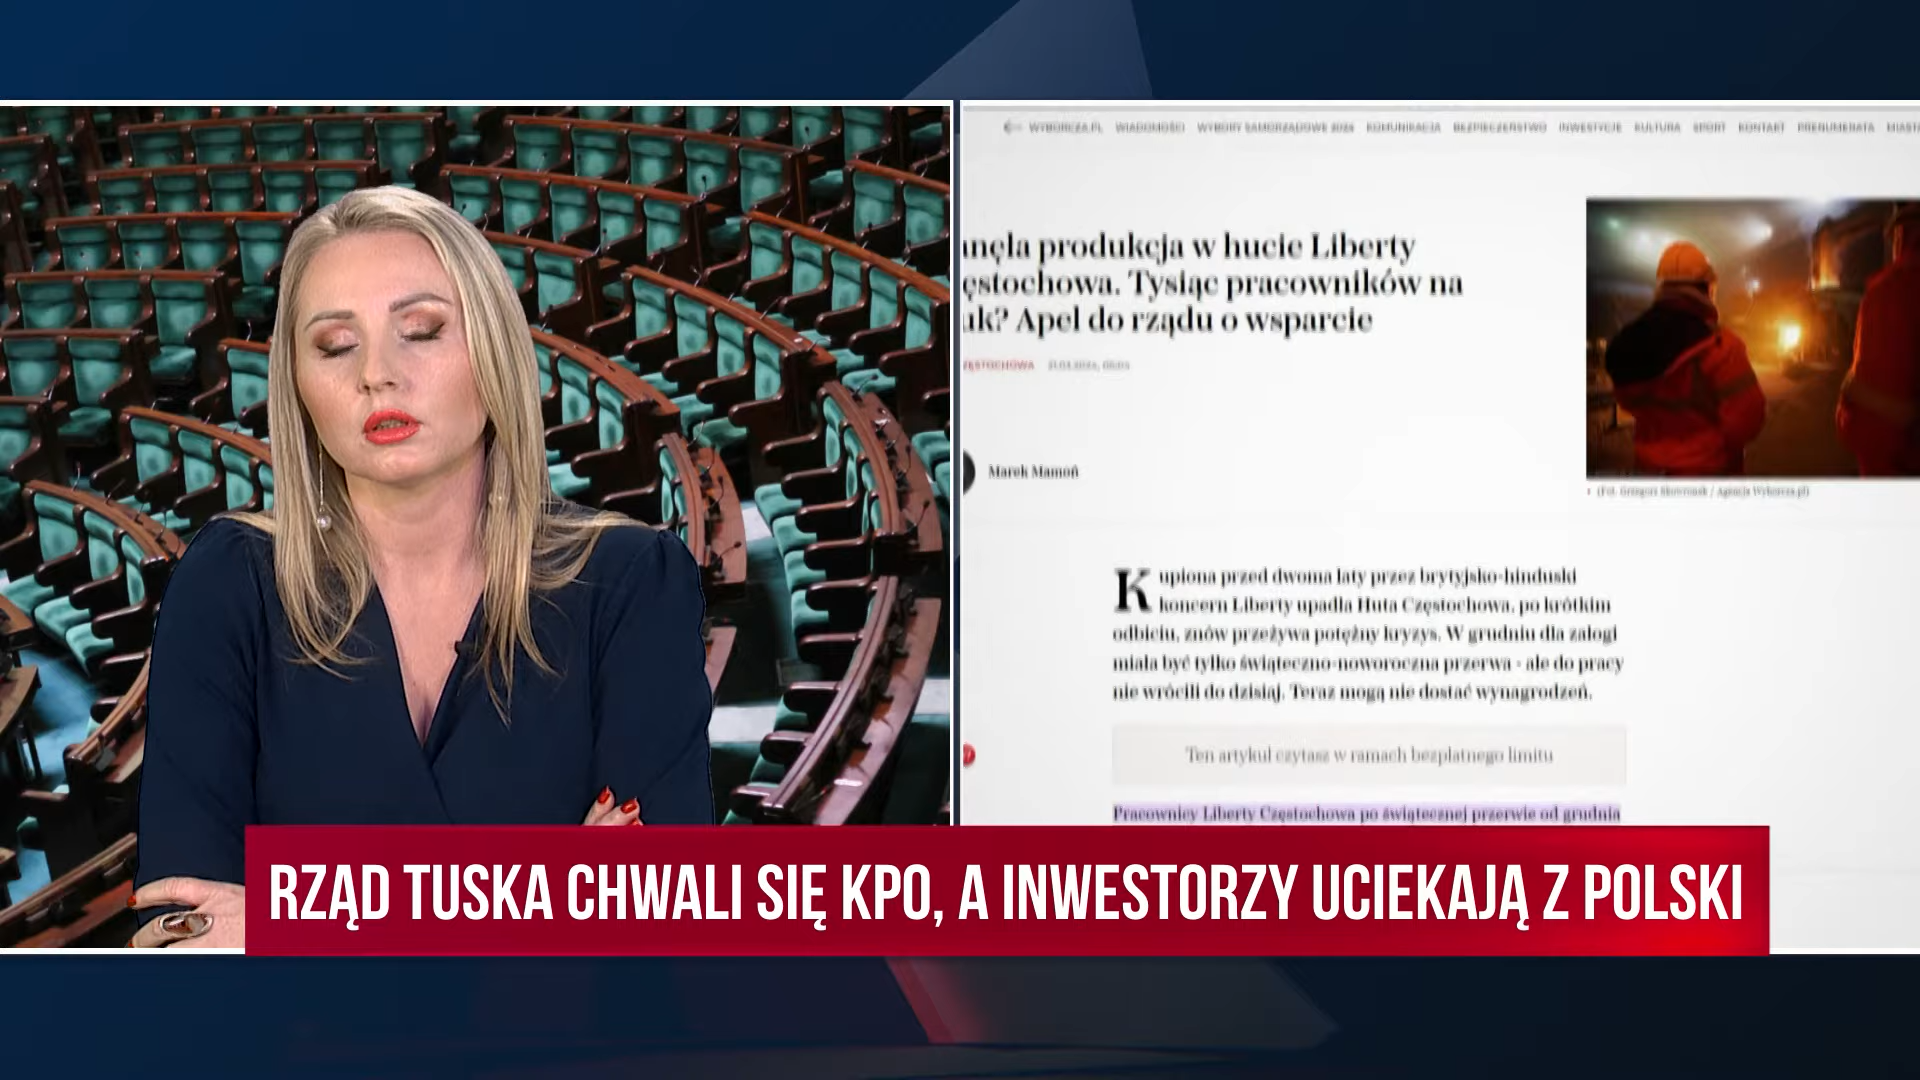 WYBORCZA.PL WIADOMOŚCI WYBORY SAMORZĄDOWE 2024 KOMUNIKACJA BEZPIECZEŃSTWO INWESTYCJE KULTURA SPORT KONTAKT PRENUMERATA
nęła produkcja w hucie Liberty
ęstochowa. Tysiąc pracowników na
uk? Apel do rządu o wsparcie
ZĘSTOCHOWA
Marek Mamoń
Kupiona przed dwoma laty przez brytyjsko-hinduski
koncern Liberty upadła Huta Częstochowa, po krótkim
odbiciu, znów przeżywa potężny kryzys. W grudniu dla załogi
miała być tylko świąteczno-noworoczna przerwa - ale do pracy
nie wrócili do dzisiaj. Teraz mogą nie dostać wynagrodzeń.
Ten artykuł czytasz w ramach bezpłatnego limitu
Pracownicy Liberty Częstochowa po świątecznej przerwie od grudnia
RZĄD TUSKA CHWALI SIĘ KPO, A INWESTORZY UCIEKAJĄ Z POLSKI